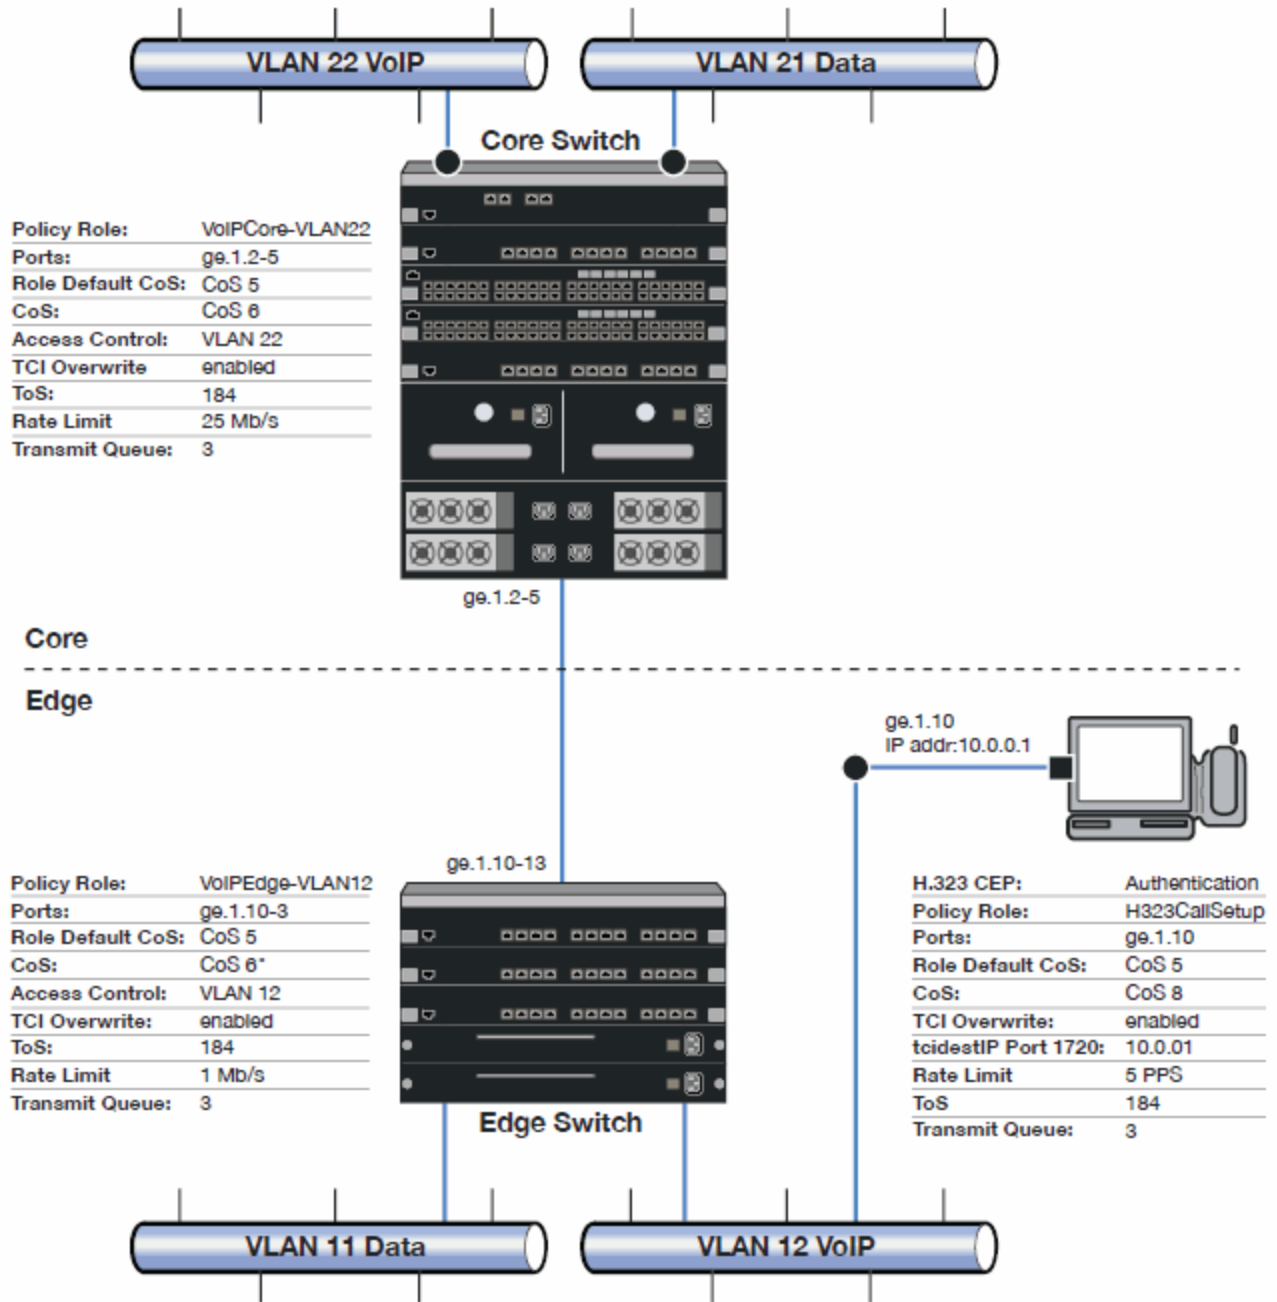 VLAN 22 VoIP
VLAN 21 Data
Core Switch
Policy Role: VoIPCore-VLAN22
Ports: ge.1.2-5
Role Default CoS: CoS 5
CoS: CoS 6
Access Control: VLAN 22
TCI Overwrite enabled
ToS: 184
Rate Limit 25 Mb/s
Transmit Queue: 3
ge.1.2-5
Core
Edge
ge.1.10
IP addr:10.0.0.1
ge.1.10-13
Policy Role: VoIPEdge-VLAN12
Ports: ge.1.10-3
Role Default CoS: CoS 5
CoS: CoS 6*
Access Control: VLAN 12
TCI Overwrite: enabled
ToS: 184
Rate Limit 1 Mb/s
Transmit Queue: 3
H.323 CEP: Authentication
Policy Role: H323CallSetup
Ports: ge.1.10
Role Default CoS: CoS 5
CoS: CoS 8
TCI Overwrite: enabled
tcidestIP Port 1720: 10.0.01
Rate Limit 5 PPS
ToS 184
Transmit Queue: 3
Edge Switch
VLAN 11 Data
VLAN 12 VoIP